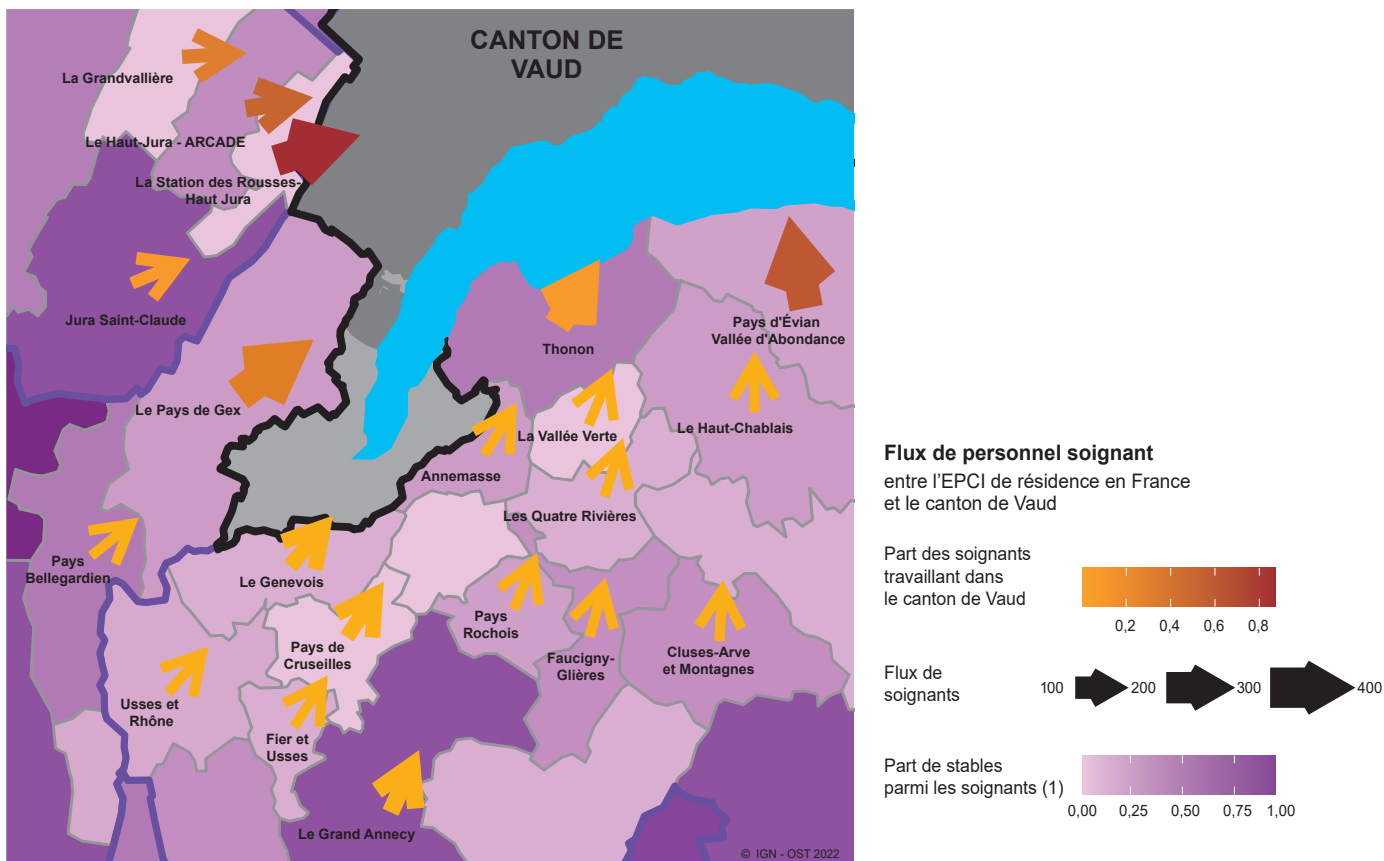 CANTON DE
VAUD
La Grandvallière
Le Haut-Jura - ARCADE
La Station des Rousses-
Haut Jura
Jura Saint-Claude
Le Pays de Gex
Thonon
Pays d'Évian
Vallée d'Abondance
Le Haut-Chablais
La Vallée Verte
Annemasse
Les Quatre Rivières
Pays
Bellegardien
Le Genevois
Pays de
Cruseilles
Pays
Rochois
Faucigny-
Glières
Cluses-Arve
et Montagnes
Usses et
Rhône
Fier et
Usses
Le Grand Annecy
© IGN - OST 2022
Flux de personnel soignant
entre l'EPCI de résidence en France
et le canton de Vaud
Part des soignants
travaillant dans
le canton de Vaud
0,2 0,4 0,6 0,8
Flux de
soignants
100 200 300 400
Part de stables
parmi les soignants (1)
0,00 0,25 0,50 0,75 1,00